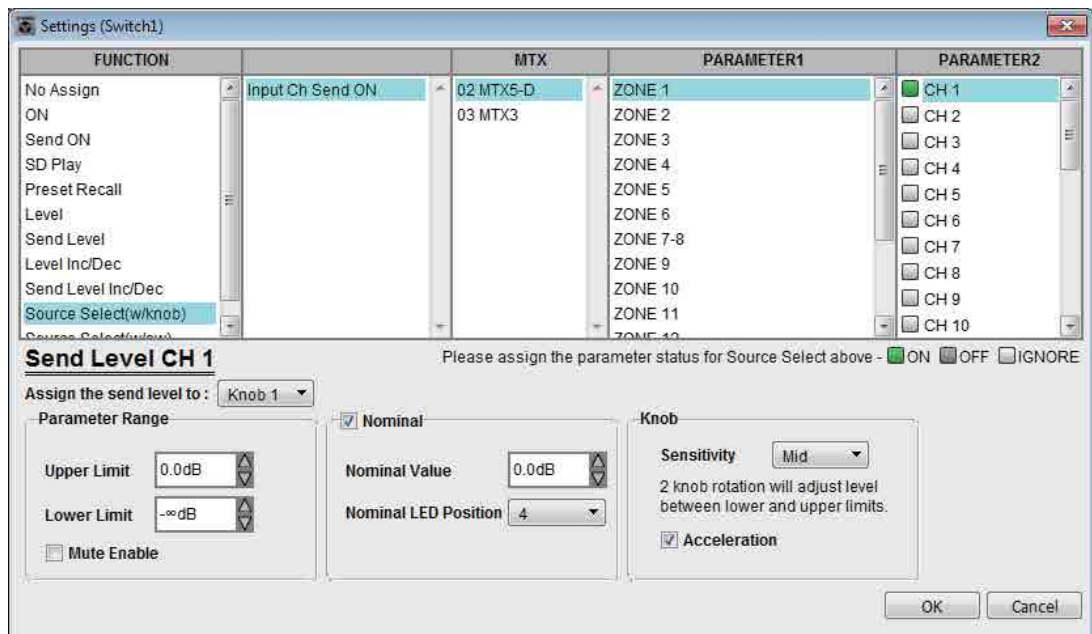 Settings (Switch1)
FUNCTION MTX PARAMETER1 PARAMETER2
No Assign Input Ch Send ON 02 MTX5-D ZONE 1 CH 1
ON 03 MTX3 ZONE 2 CH 2
Send ON ZONE 3 CH 3
SD Play ZONE 4 CH 4
Preset Recall ZONE 5 CH 5
Level ZONE 6 CH 6
Send Level ZONE 7-8 CH 7
Level Inc/Dec ZONE 9 CH 8
Send Level Inc/Dec ZONE 10 CH 9
Source Select(w/knob) ZONE 11 CH 10
Source Select(w/sw) ZONE 12
Send Level CH 1 Please assign the parameter status for Source Select above - ON OFF IGNORE
Assign the send level to : Knob 1
Parameter Range Nominal Knob
Upper Limit 0.0dB Nominal Value 0.0dB Sensitivity Mid
2 knob rotation will adjust level
between lower and upper limits.
Lower Limit -∞dB Nominal LED Position 4
Mute Enable Acceleration
OK Cancel